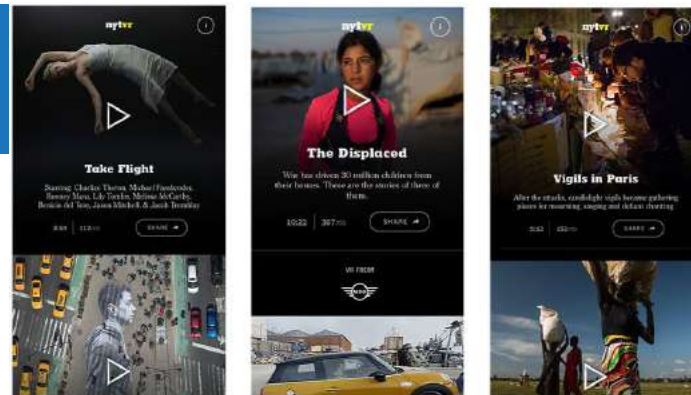 nytvr
i
Take Flight
Starring: Charlize Theron, Michael Fassbender,
Rooney Mara, Lily Tomlin, Melissa McCarthy,
Benicio del Toro, Jason Mitchell & Jacob Tremblay
SHARE
nytvr
i
The Displaced
War has driven 30 million children from
their homes. These are the stories of three of
them.
10:22
SHARE
VR FROM
MINI
nytvr
i
Vigils in Paris
After the attacks, candlelight vigils became gathering
places for mourning, singing and defiant chanting
SHARE